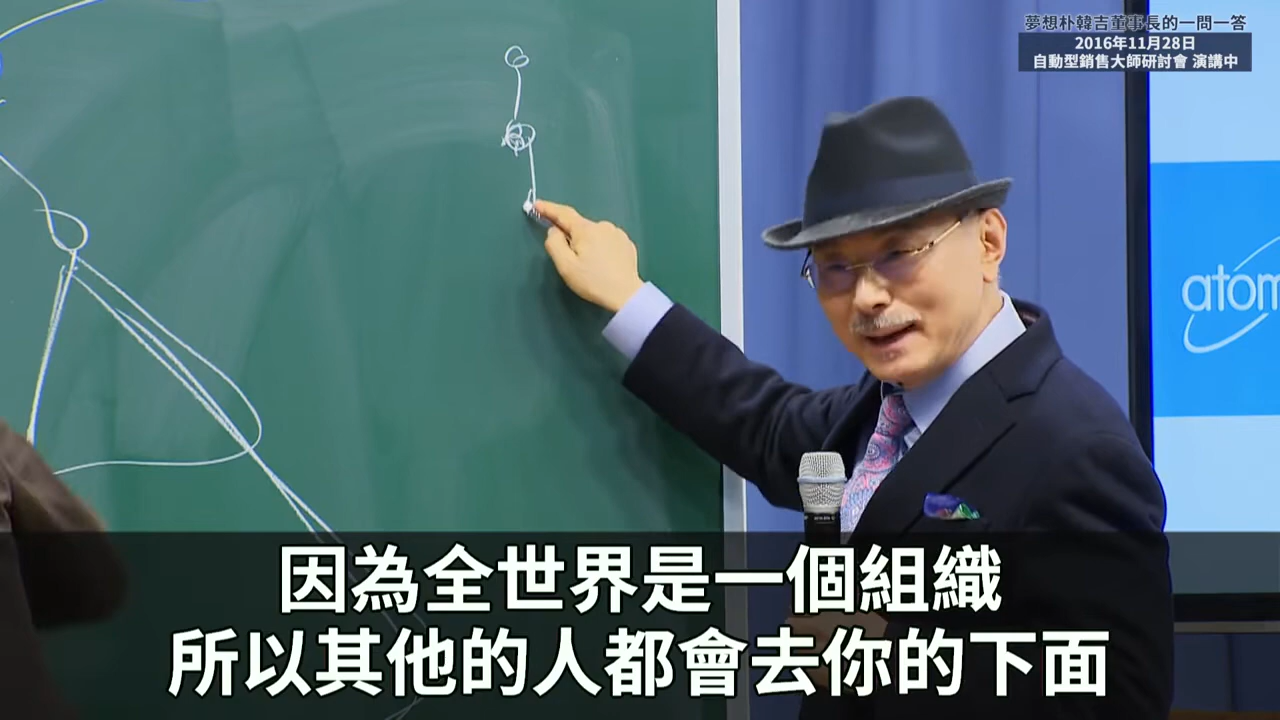 夢想朴韓吉董事長的一問一答
2016年11月28日
自動型銷售大師研討會 演講中
atom
因為全世界是一個組織
所以其他的人都會去你的下面